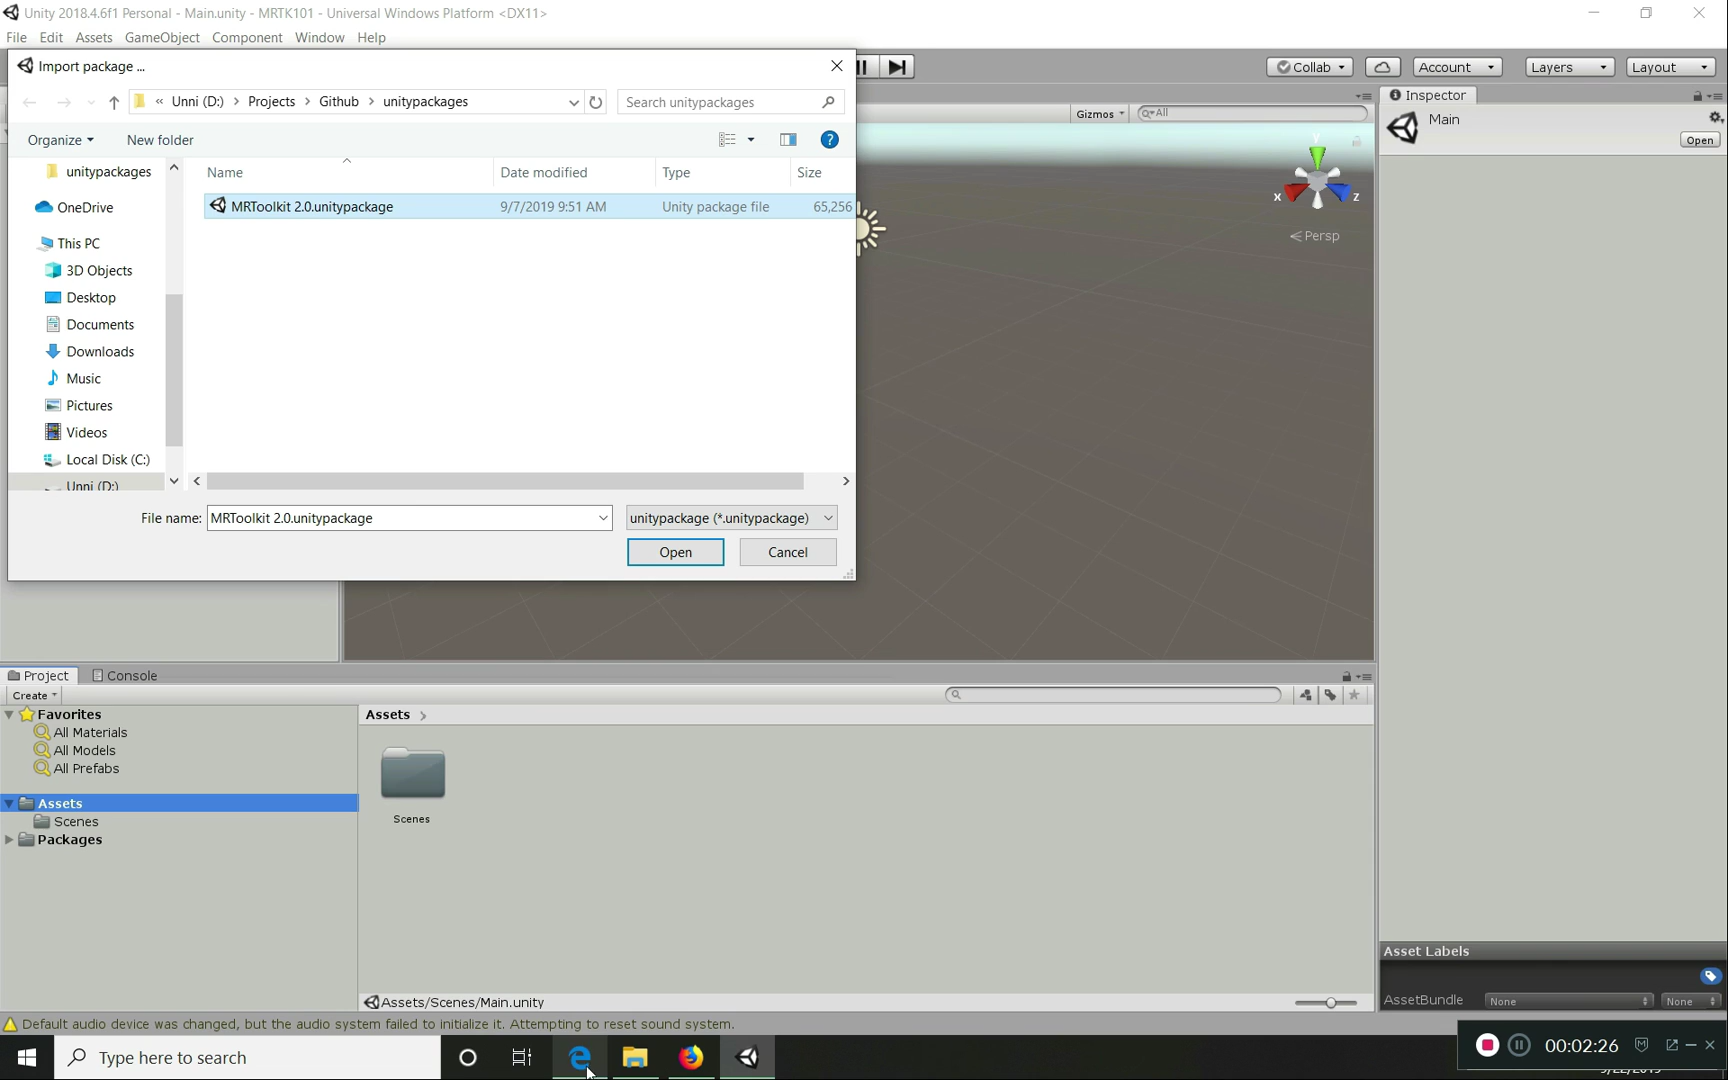 Unity 2018.4.6f1 Personal - Main.unity - MRTK101 - Universal Windows Platform <DX11>
File Edit Assets GameObject Component Window Help
Import package ...
Collab Account Layers Layout
« Unni (D:) > Projects > Github > unitypackages
Search unitypackages
Gizmos
All
Inspector
Main
Open
Organize New folder
unitypackages
OneDrive
This PC
3D Objects
Desktop
Documents
Downloads
Music
Pictures
Videos
Local Disk (C:)
Unni (D:)
Name Date modified Type Size
MRToolkit 2.0.unitypackage 9/7/2019 9:51 AM Unity package file 65,256
y
x z
Persp
File name: MRToolkit 2.0.unitypackage unitypackage (*.unitypackage)
Open Cancel
Project Console
Create
Favorites
All Materials
All Models
All Prefabs
Assets
Scenes
Packages
Assets
Scenes
Assets/Scenes/Main.unity
Asset Labels
AssetBundle None None
Default audio device was changed, but the audio system failed to initialize it. Attempting to reset sound system.
Type here to search
00:02:26